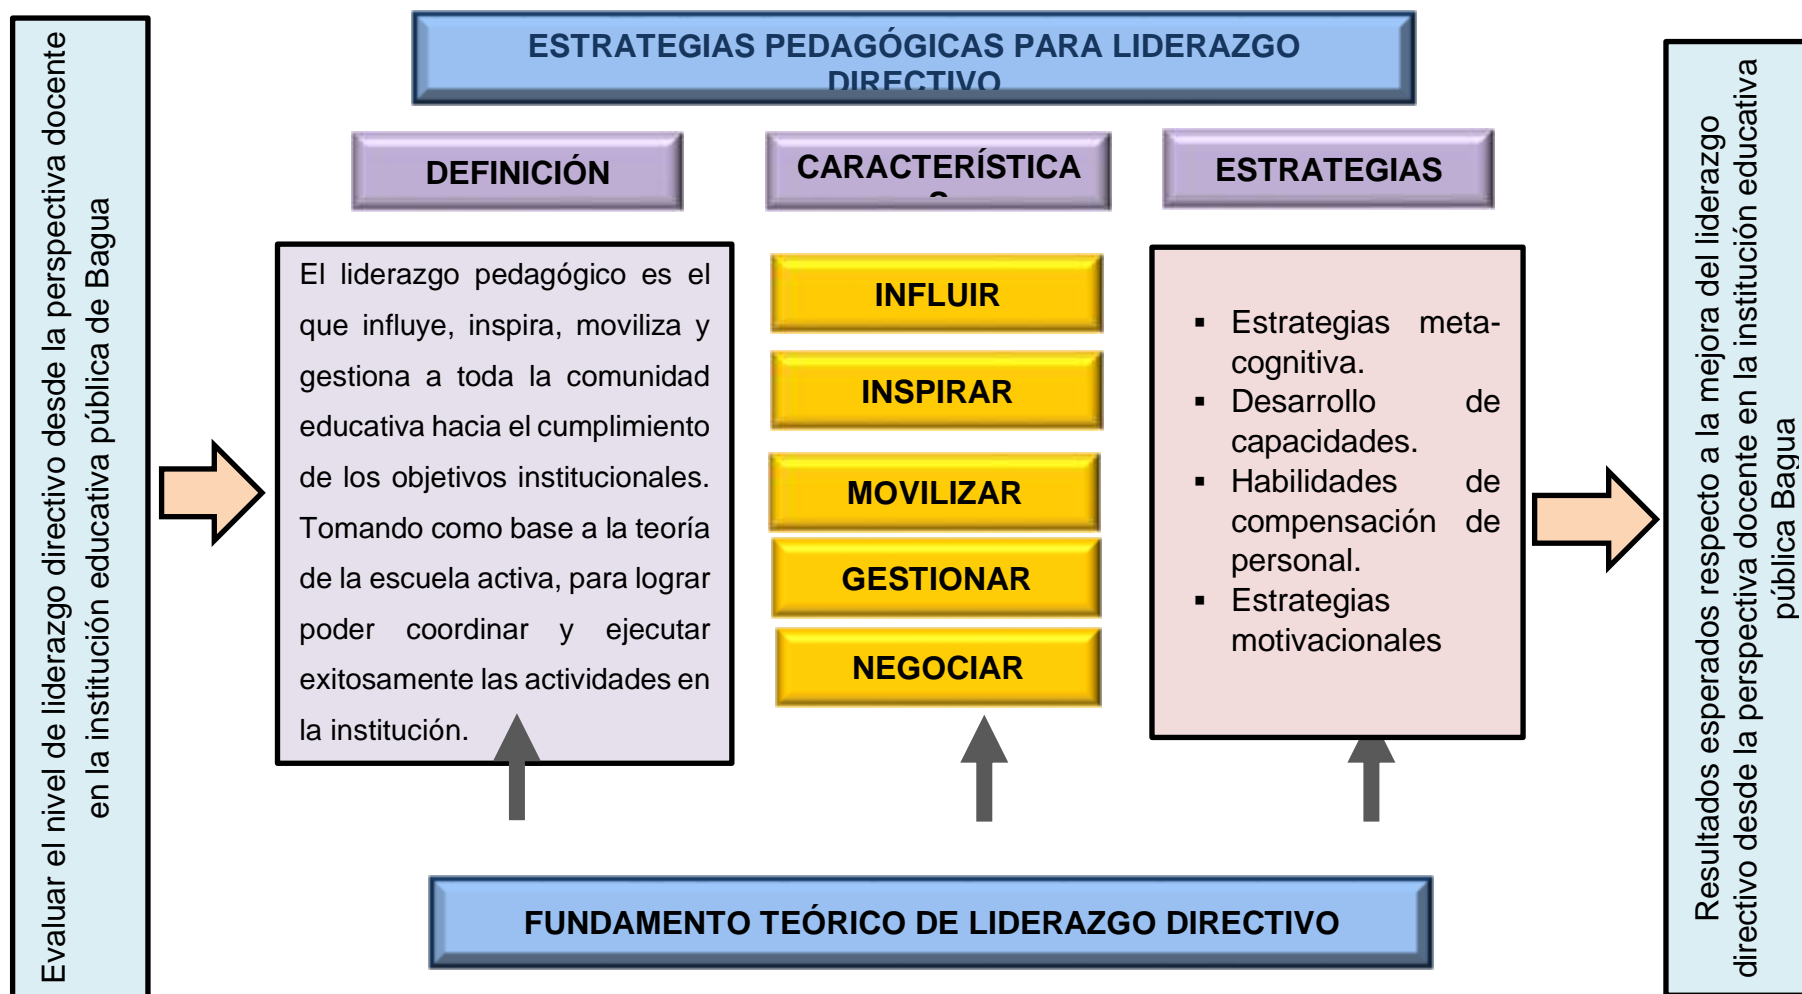 Evaluar el nivel de liderazgo directivo desde la perspectiva docente
en la institución educativa pública de Bagua
ESTRATEGIAS PEDAGÓGICAS PARA LIDERAZGO
DIRECTIVO
DEFINICIÓN
El liderazgo pedagógico es el
que influye, inspira, moviliza y
gestiona a toda la comunidad
educativa hacia el cumplimiento
de los objetivos institucionales.
Tomando como base a la teoría
de la escuela activa, para lograr
poder coordinar y ejecutar
exitosamente las actividades en
la institución.
CARACTERÍSTICA
S
INFLUIR
INSPIRAR
MOVILIZAR
GESTIONAR
NEGOCIAR
ESTRATEGIAS
▪ Estrategias meta-
cognitiva.
▪ Desarrollo de
capacidades.
▪ Habilidades de
compensación de
personal.
▪ Estrategias
motivacionales
FUNDAMENTO TEÓRICO DE LIDERAZGO DIRECTIVO
Resultados esperados respecto a la mejora del liderazgo
directivo desde la perspectiva docente en la institución educativa
pública Bagua